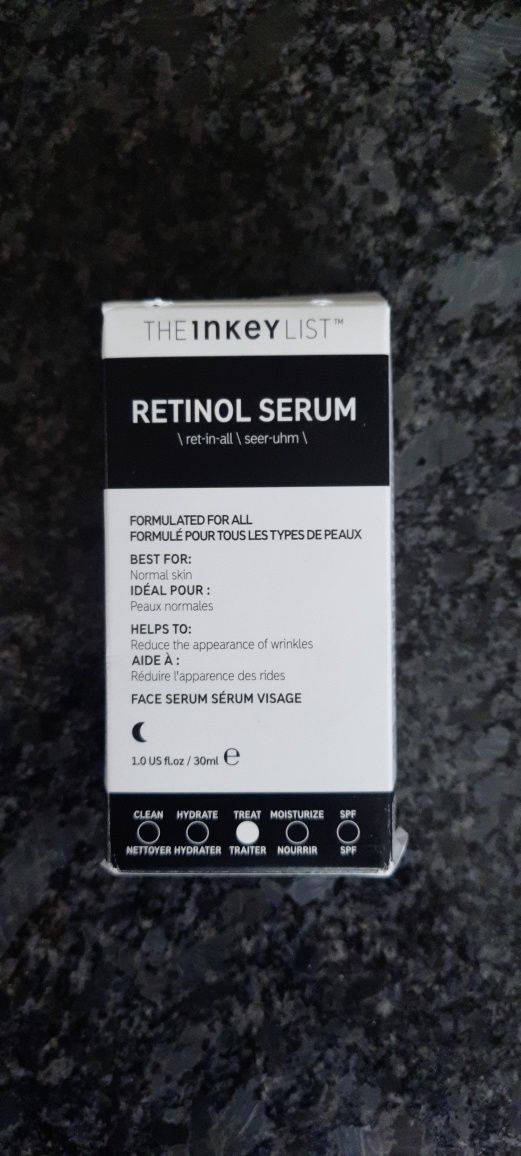 THE INKEY LIST™
RETINOL SERUM
\ ret-in-all \ seer-uhm \
FORMULATED FOR ALL
FORMULÉ POUR TOUS LES TYPES DE PEAUX
BEST FOR:
Normal skin
IDÉAL POUR :
Peaux normales
HELPS TO:
Reduce the appearance of wrinkles
AIDE À :
Réduire l'apparence des rides
FACE SERUM SÉRUM VISAGE
1.0 US fl.oz / 30ml ℮
CLEAN HYDRATE TREAT MOISTURIZE SPF
NETTOYER HYDRATER TRAITER NOURRIR SPF